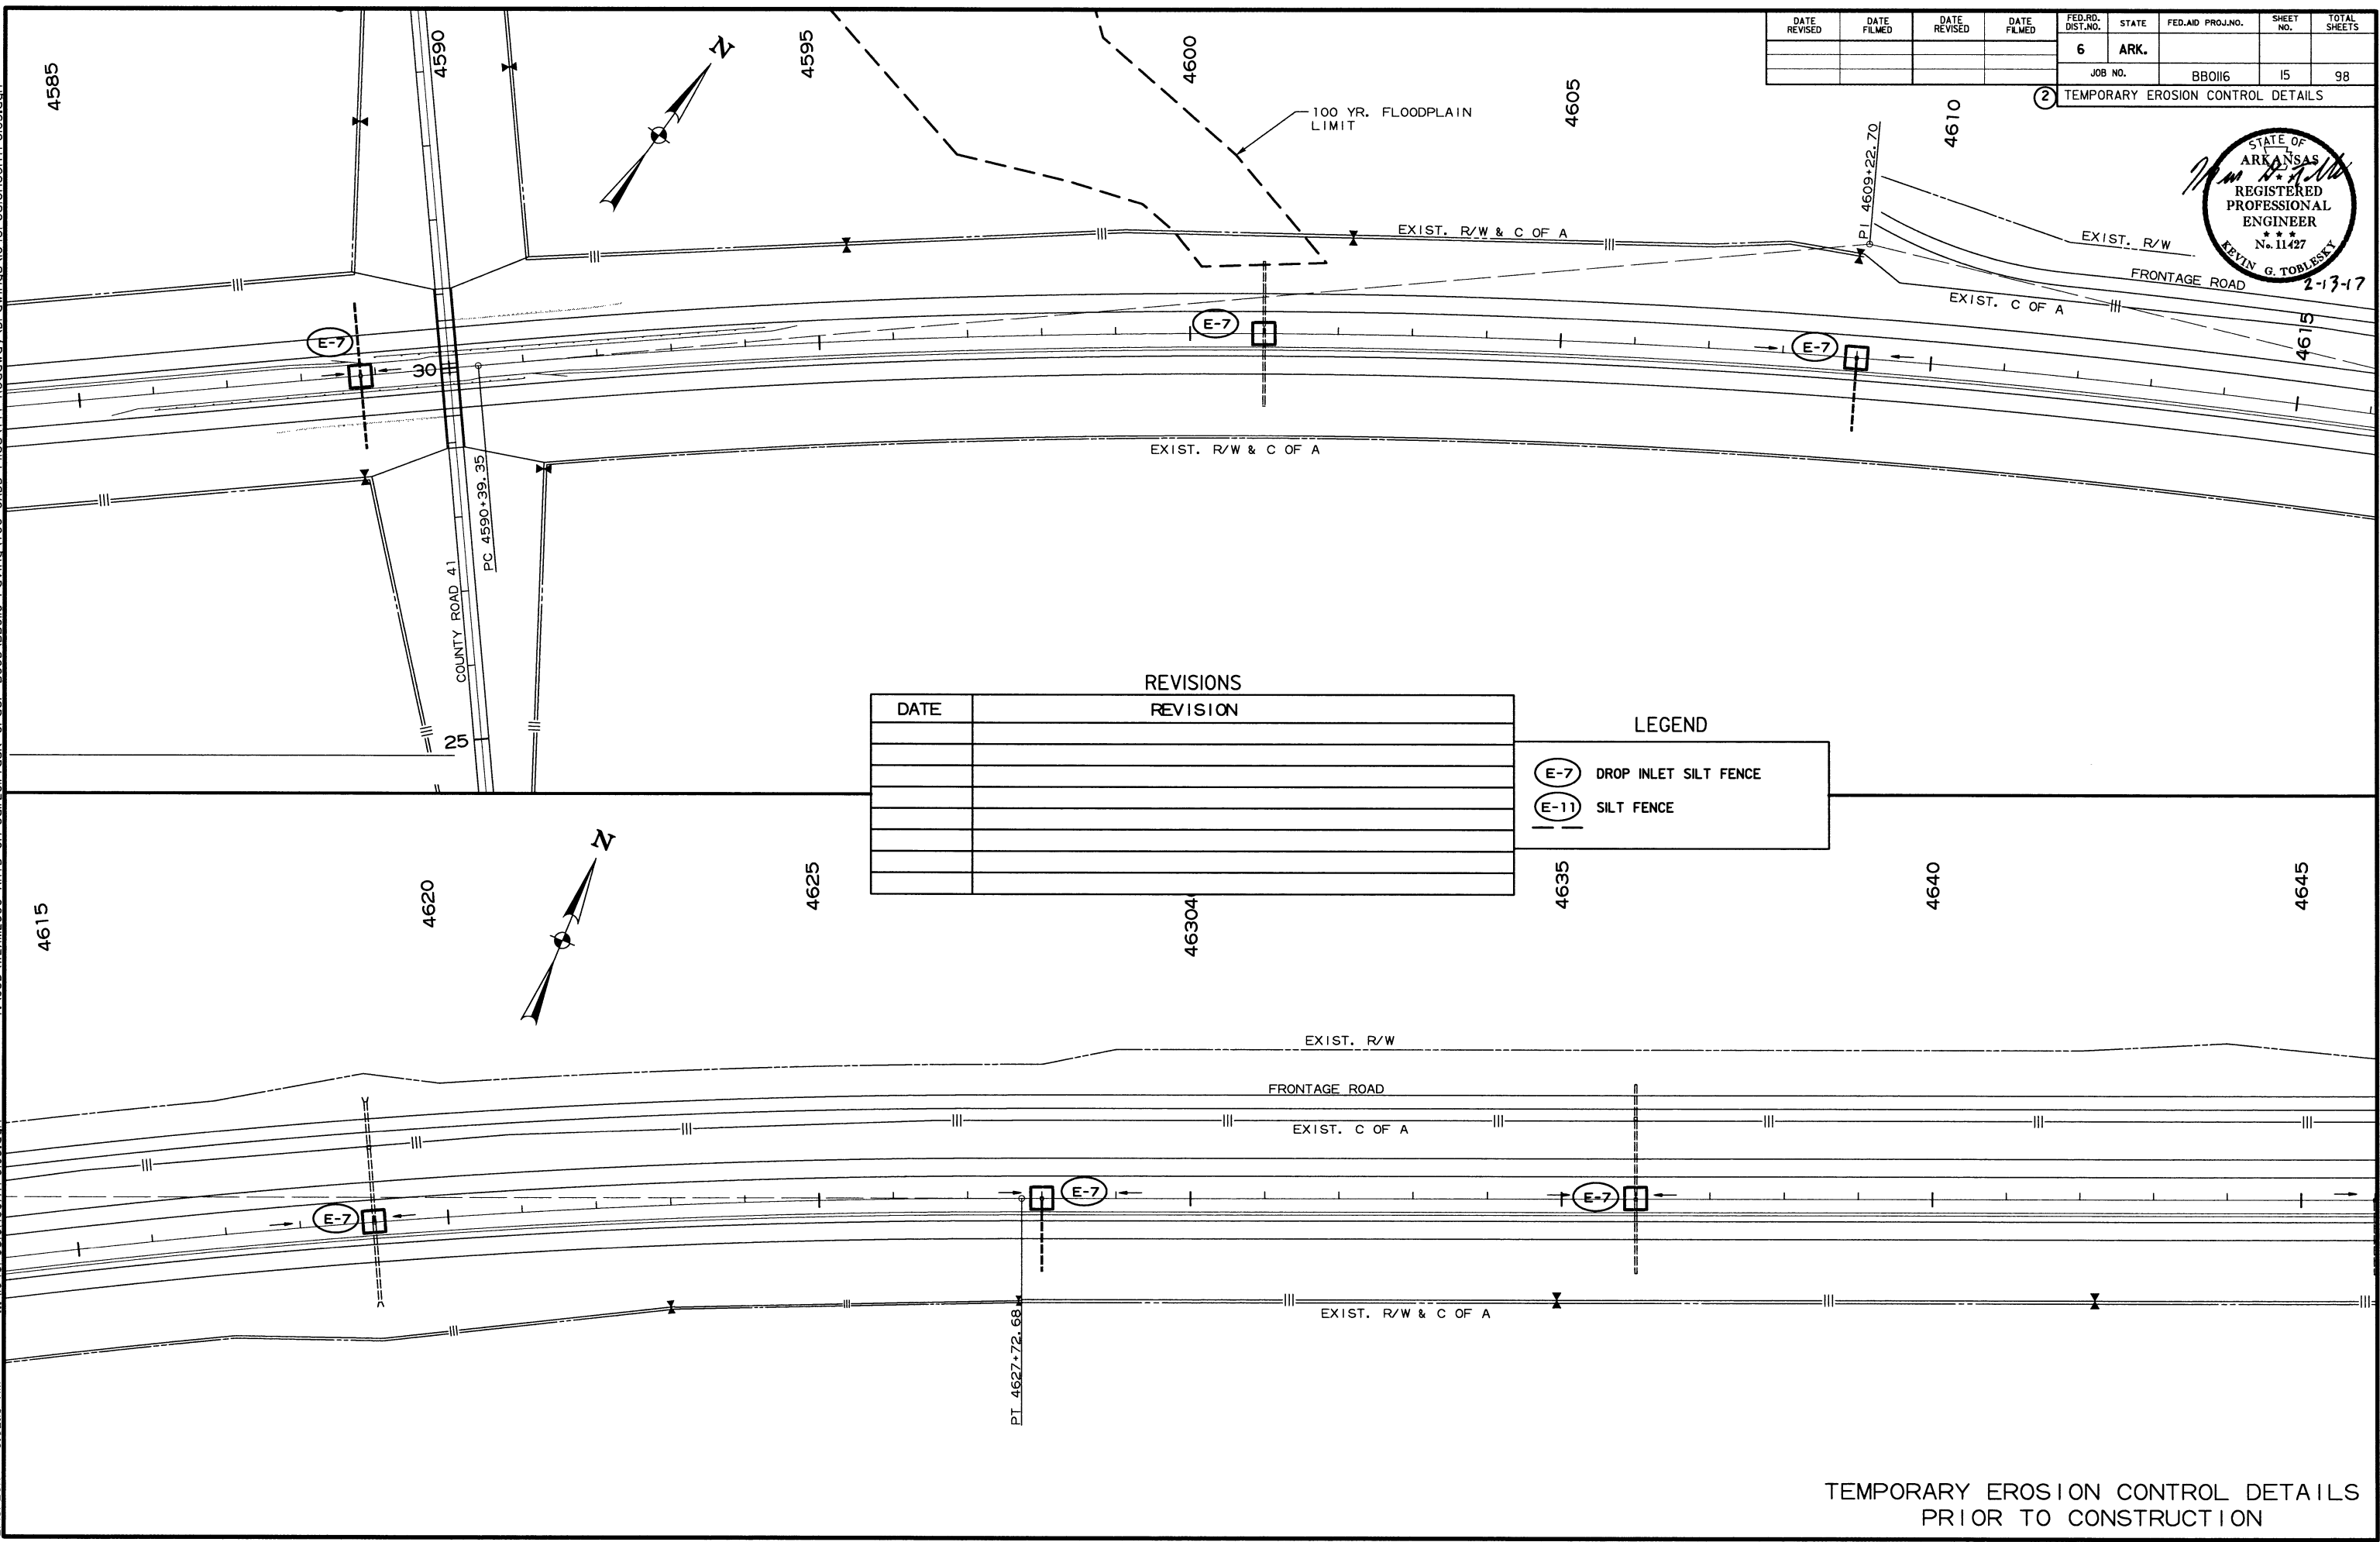 DATE REVISED
DATE FILMED
DATE REVISED
DATE FILMED
FED.RD. DIST.NO.
STATE
FED.AID PROJ.NO.
SHEET NO.
TOTAL SHEETS
6
ARK.
JOB NO.
BB0116
15
98
2 TEMPORARY EROSION CONTROL DETAILS
STATE OF
ARKANSAS
REGISTERED
PROFESSIONAL
ENGINEER
No. 11427
KEVIN G. TOBLESKY
2-13-17
4585
4590
4595
4600
4605
4610
4615
N
100 YR. FLOODPLAIN
LIMIT
PI 4609+22.70
EXIST. R/W & C OF A
EXIST. R/W
FRONTAGE ROAD
EXIST. C OF A
E-7
E-7
E-7
30
EXIST. R/W & C OF A
PC 4590+39.35
COUNTY ROAD 41
25
REVISIONS
DATE
REVISION
LEGEND
E-7 DROP INLET SILT FENCE
E-11 SILT FENCE
N
4615
4620
4625
46304
4635
4640
4645
EXIST. R/W
FRONTAGE ROAD
EXIST. C OF A
E-7
E-7
E-7
EXIST. R/W & C OF A
PT 4627+72.68
TEMPORARY EROSION CONTROL DETAILS
PRIOR TO CONSTRUCTION